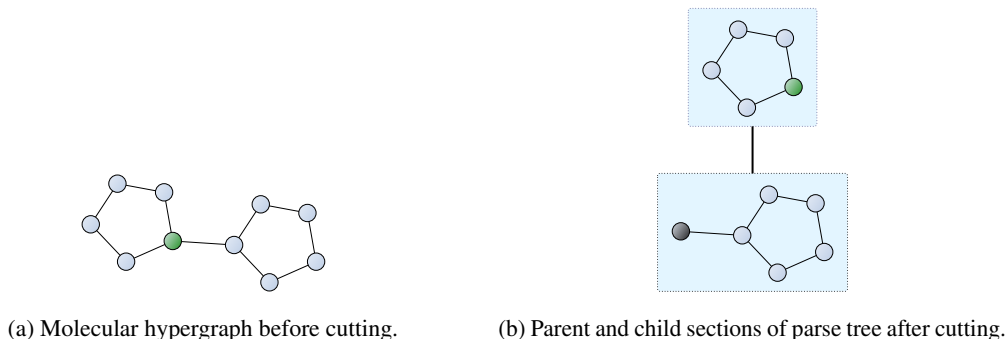 (a) Molecular hypergraph before cutting.
(b) Parent and child sections of parse tree after cutting.